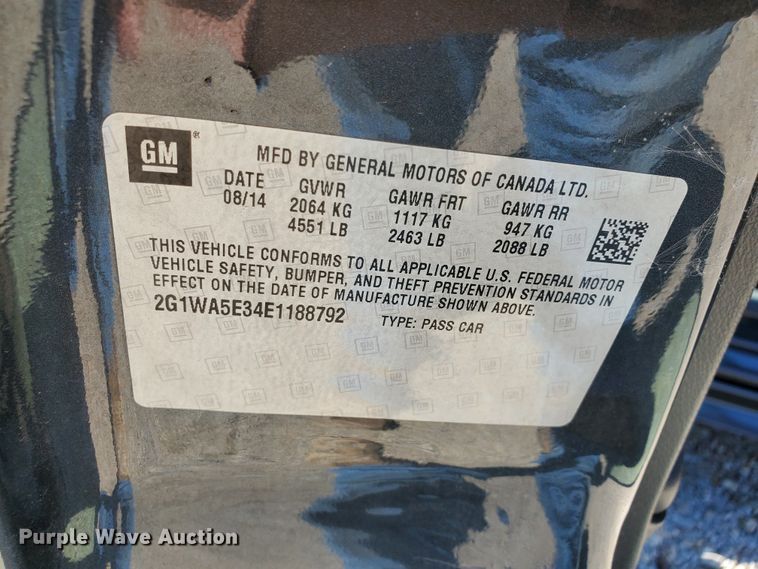 GM ®
MFD BY GENERAL MOTORS OF CANADA LTD.
DATE GVWR GAWR FRT GAWR RR
08/14 2064 KG 1117 KG 947 KG
4551 LB 2463 LB 2088 LB
THIS VEHICLE CONFORMS TO ALL APPLICABLE U.S. FEDERAL MOTOR
VEHICLE SAFETY, BUMPER, AND THEFT PREVENTION STANDARDS IN
EFFECT ON THE DATE OF MANUFACTURE SHOWN ABOVE.
2G1WA5E34E1188792 TYPE: PASS CAR
Purple Wave Auction